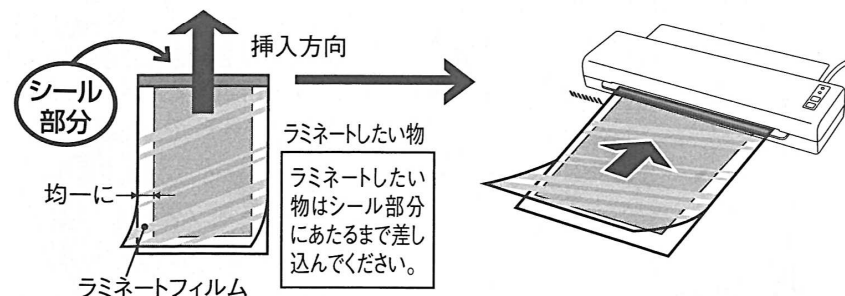 挿入方向
シール
部分
ラミネートしたい物
ラミネートしたい
物はシール部分
にあたるまで差し
込んでください。
均一に
ラミネートフィルム